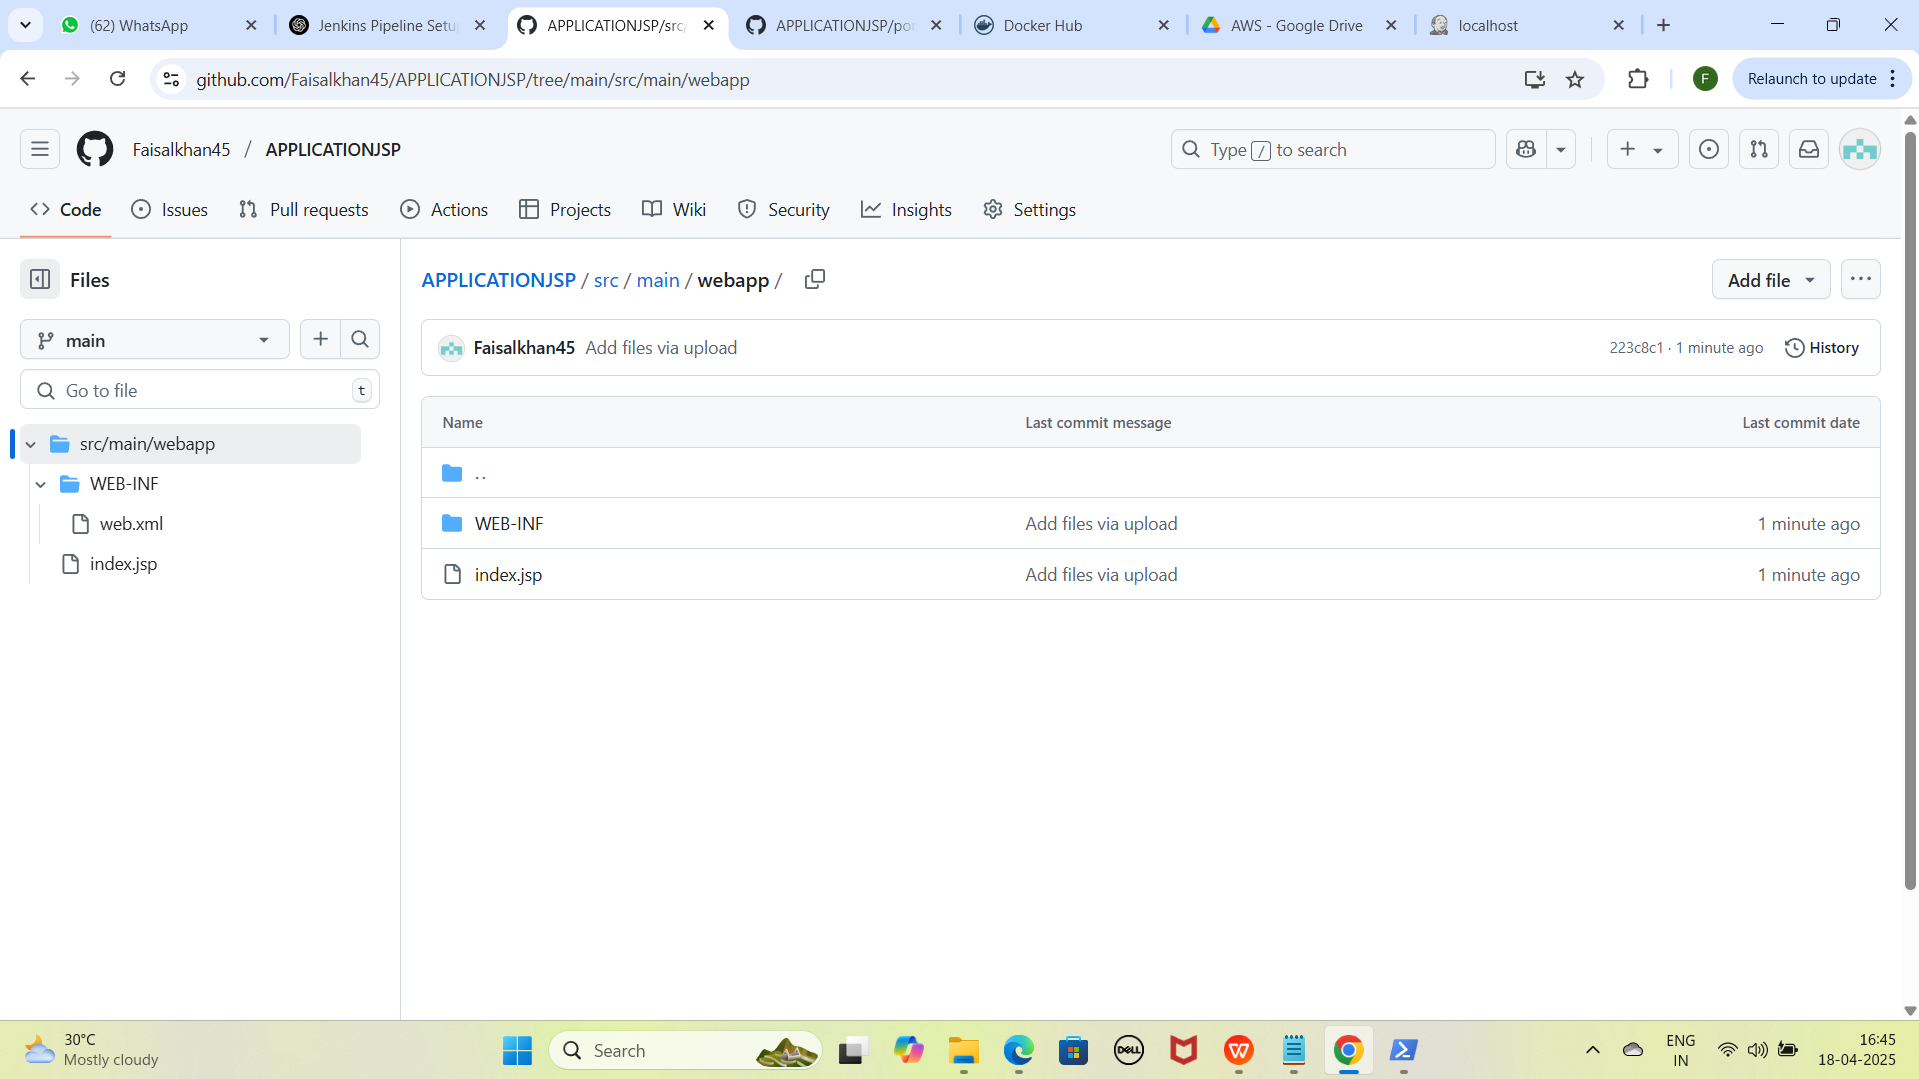 (62) WhatsApp
Jenkins Pipeline Setu
APPLICATIONJSP/src/
APPLICATIONJSP/po
Docker Hub
AWS - Google Drive
localhost
github.com/Faisalkhan45/APPLICATIONJSP/tree/main/src/main/webapp
F
Relaunch to update
Faisalkhan45 / APPLICATIONJSP
Type / to search
Code
Issues
Pull requests
Actions
Projects
Wiki
Security
Insights
Settings
Files
main
Go to file
t
src/main/webapp
WEB-INF
web.xml
index.jsp
APPLICATIONJSP / src / main / webapp /
Add file
Faisalkhan45 Add files via upload
223c8c1 · 1 minute ago
History
Name Last commit message Last commit date
..
WEB-INF Add files via upload 1 minute ago
index.jsp Add files via upload 1 minute ago
30°C
Mostly cloudy
Search
DELL
ENG
IN
16:45
18-04-2025